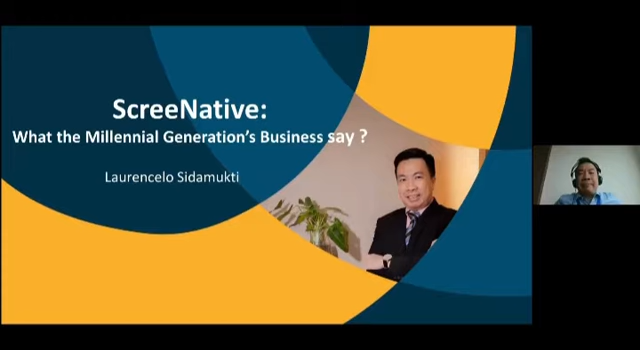 ScreeNative:
What the Millennial Generation's Business say ?
Laurencelo Sidamukti